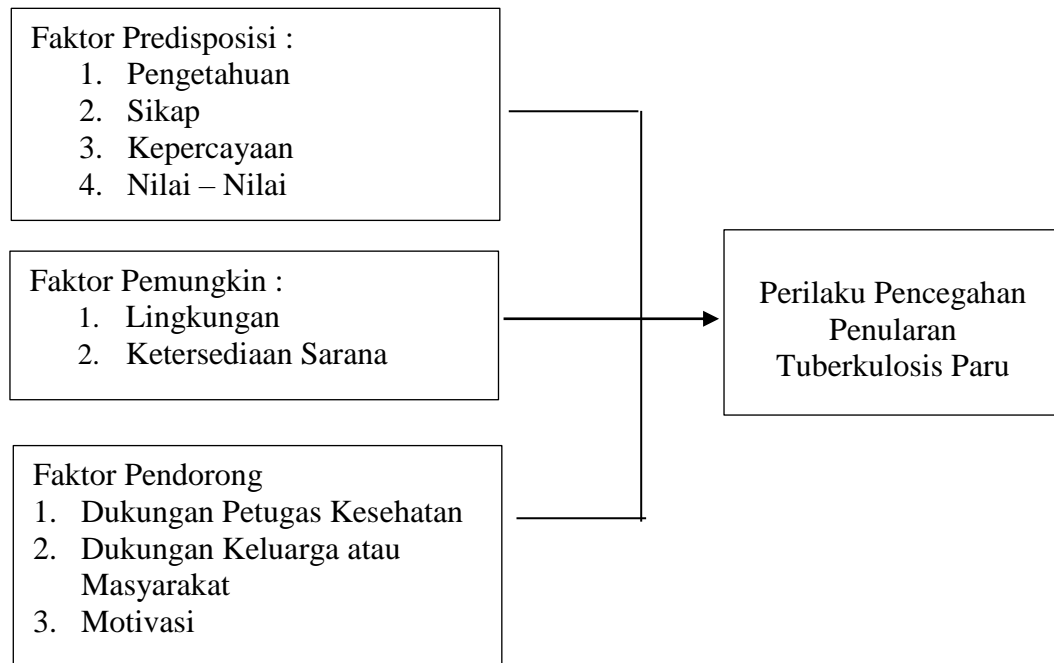 Faktor Predisposisi :
1. Pengetahuan
2. Sikap
3. Kepercayaan
4. Nilai – Nilai
Faktor Pemungkin :
1. Lingkungan
2. Ketersediaan Sarana
Faktor Pendorong
1. Dukungan Petugas Kesehatan
2. Dukungan Keluarga atau
Masyarakat
3. Motivasi
Perilaku Pencegahan
Penularan
Tuberkulosis Paru